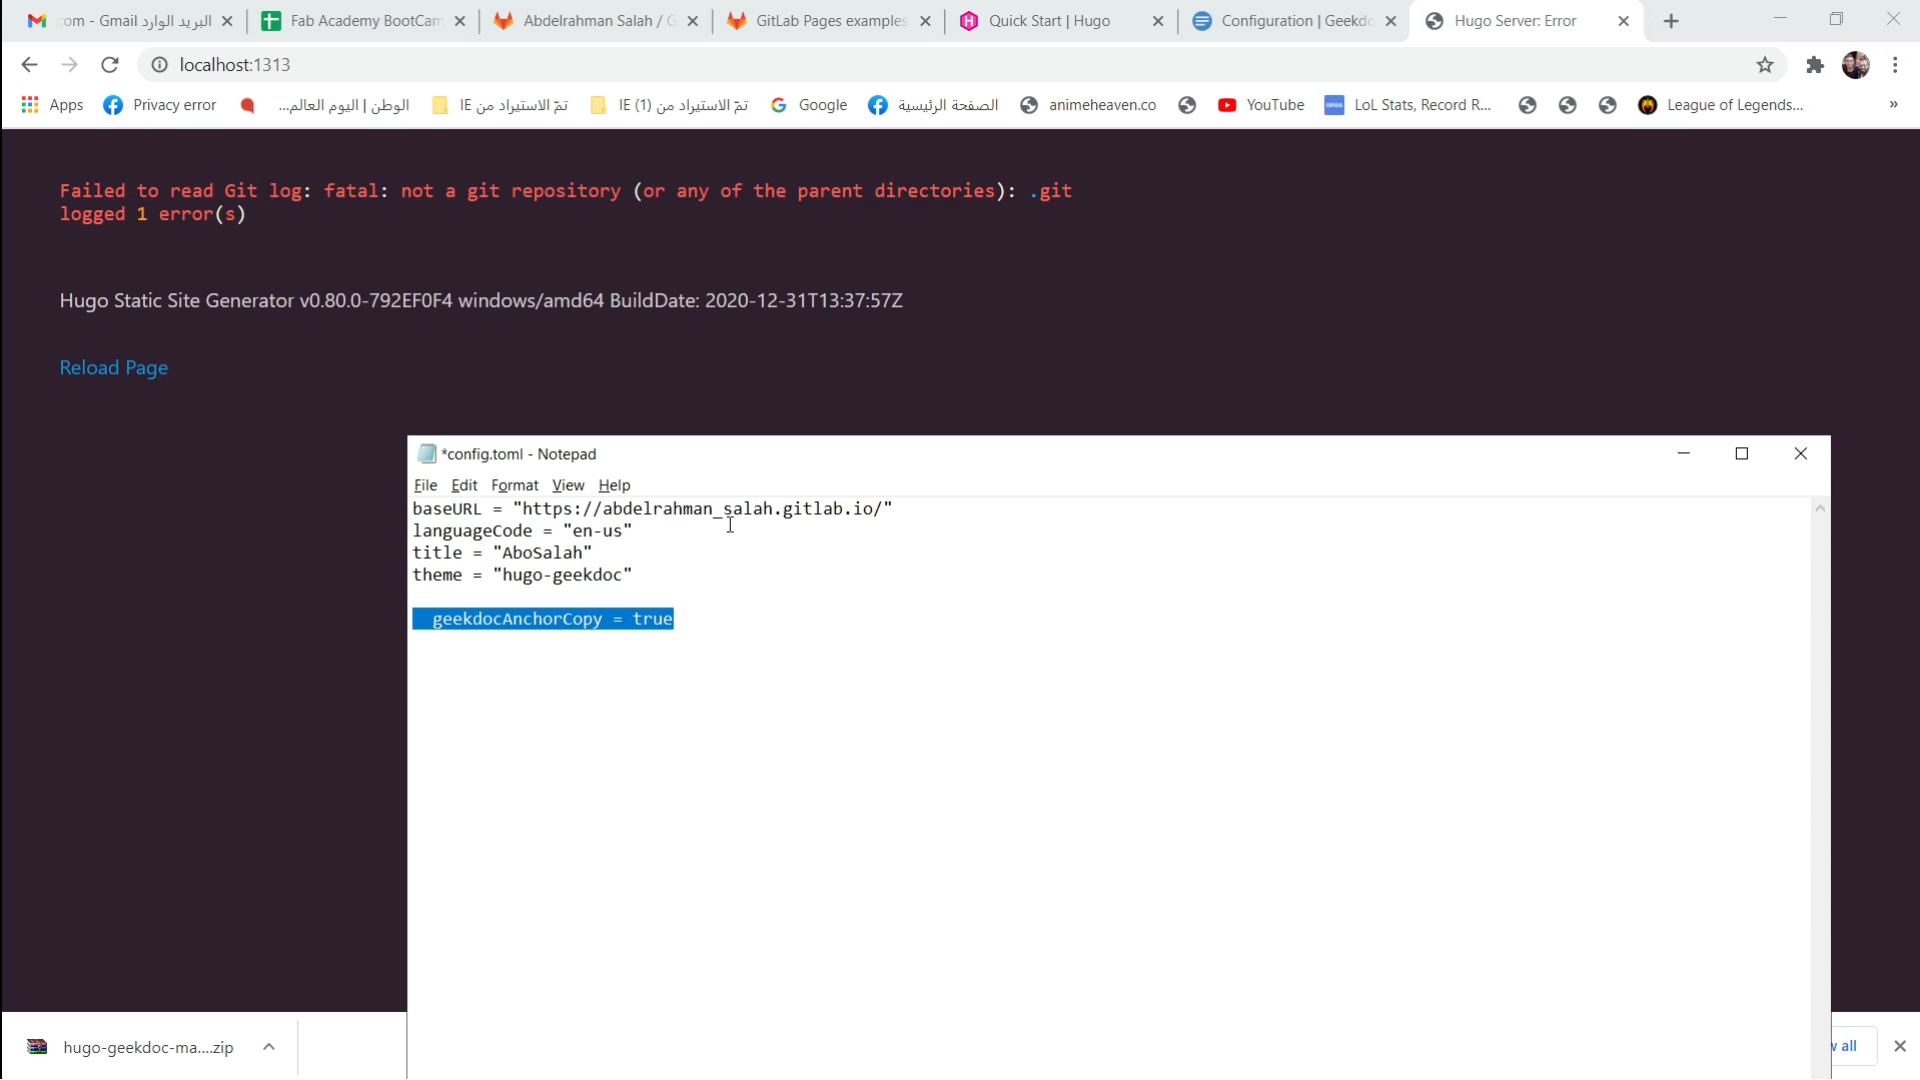 com - Gmail البريد الوارد
Fab Academy BootCam
Abdelrahman Salah / G
GitLab Pages examples
Quick Start | Hugo
Configuration | Geekdo
Hugo Server: Error
localhost:1313
Apps
Privacy error
الوطن | اليوم العالم...
تمّ الاستيراد من IE
تمّ الاستيراد من IE (1)
Google
الصفحة الرئيسية
animeheaven.co
YouTube
LoL Stats, Record R...
League of Legends...
»
Failed to read Git log: fatal: not a git repository (or any of the parent directories): .git
logged 1 error(s)
Hugo Static Site Generator v0.80.0-792EF0F4 windows/amd64 BuildDate: 2020-12-31T13:37:57Z
Reload Page
*config.toml - Notepad
File Edit Format View Help
baseURL = "https://abdelrahman_salah.gitlab.io/"
languageCode = "en-us"
title = "AboSalah"
theme = "hugo-geekdoc"
geekdocAnchorCopy = true
hugo-geekdoc-ma....zip
w all